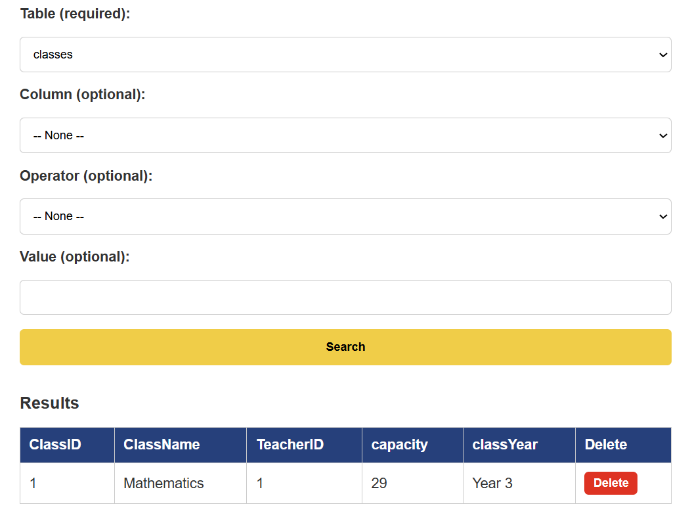 Table (required):
classes
Column (optional):
-- None --
Operator (optional):
-- None --
Value (optional):
Search
Results
ClassID ClassName TeacherID capacity classYear Delete
1 Mathematics 1 29 Year 3 Delete